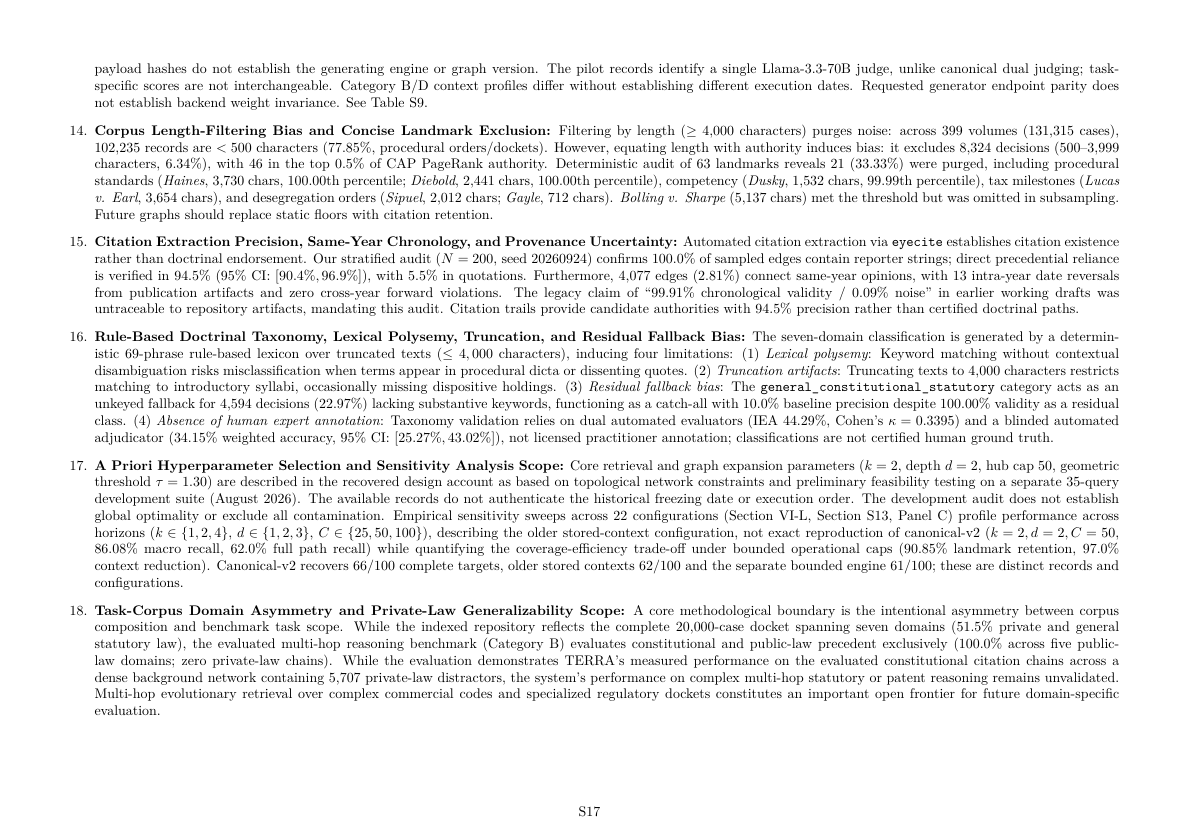 payload hashes do not establish the generating engine or graph version. The pilot records identify a single Llama-3.3-70B judge, unlike canonical dual judging; task-
specific scores are not interchangeable. Category B/D context profiles differ without establishing different execution dates. Requested generator endpoint parity does
not establish backend weight invariance. See Table S9.
14. Corpus Length-Filtering Bias and Concise Landmark Exclusion: Filtering by length (≥ 4,000 characters) purges noise: across 399 volumes (131,315 cases),
102,235 records are < 500 characters (77.85%, procedural orders/dockets). However, equating length with authority induces bias: it excludes 8,324 decisions (500–3,999
characters, 6.34%), with 46 in the top 0.5% of CAP PageRank authority. Deterministic audit of 63 landmarks reveals 21 (33.33%) were purged, including procedural
standards (Haines, 3,730 chars, 100.00th percentile; Diebold, 2,441 chars, 100.00th percentile), competency (Dusky, 1,532 chars, 99.99th percentile), tax milestones (Lucas
v. Earl, 3,654 chars), and desegregation orders (Sipuel, 2,012 chars; Gayle, 712 chars). Bolling v. Sharpe (5,137 chars) met the threshold but was omitted in subsampling.
Future graphs should replace static floors with citation retention.
15. Citation Extraction Precision, Same-Year Chronology, and Provenance Uncertainty: Automated citation extraction via eyecite establishes citation existence
rather than doctrinal endorsement. Our stratified audit (N = 200, seed 20260924) confirms 100.0% of sampled edges contain reporter strings; direct precedential reliance
is verified in 94.5% (95% CI: [90.4%, 96.9%]), with 5.5% in quotations. Furthermore, 4,077 edges (2.81%) connect same-year opinions, with 13 intra-year date reversals
from publication artifacts and zero cross-year forward violations. The legacy claim of “99.91% chronological validity / 0.09% noise” in earlier working drafts was
untraceable to repository artifacts, mandating this audit. Citation trails provide candidate authorities with 94.5% precision rather than certified doctrinal paths.
16. Rule-Based Doctrinal Taxonomy, Lexical Polysemy, Truncation, and Residual Fallback Bias: The seven-domain classification is generated by a determin-
istic 69-phrase rule-based lexicon over truncated texts (≤ 4, 000 characters), inducing four limitations: (1) Lexical polysemy: Keyword matching without contextual
disambiguation risks misclassification when terms appear in procedural dicta or dissenting quotes. (2) Truncation artifacts: Truncating texts to 4,000 characters restricts
matching to introductory syllabi, occasionally missing dispositive holdings. (3) Residual fallback bias: The general_constitutional_statutory category acts as an
unkeyed fallback for 4,594 decisions (22.97%) lacking substantive keywords, functioning as a catch-all with 10.0% baseline precision despite 100.00% validity as a residual
class. (4) Absence of human expert annotation: Taxonomy validation relies on dual automated evaluators (IEA 44.29%, Cohen’s κ = 0.3395) and a blinded automated
adjudicator (34.15% weighted accuracy, 95% CI: [25.27%, 43.02%]), not licensed practitioner annotation; classifications are not certified human ground truth.
17. A Priori Hyperparameter Selection and Sensitivity Analysis Scope: Core retrieval and graph expansion parameters (k = 2, depth d = 2, hub cap 50, geometric
threshold τ = 1.30) are described in the recovered design account as based on topological network constraints and preliminary feasibility testing on a separate 35-query
development suite (August 2026). The available records do not authenticate the historical freezing date or execution order. The development audit does not establish
global optimality or exclude all contamination. Empirical sensitivity sweeps across 22 configurations (Section VI-L, Section S13, Panel C) profile performance across
horizons (k ∈ {1, 2, 4}, d ∈ {1, 2, 3}, C ∈ {25, 50, 100}), describing the older stored-context configuration, not exact reproduction of canonical-v2 (k = 2, d = 2, C = 50,
86.08% macro recall, 62.0% full path recall) while quantifying the coverage-efficiency trade-off under bounded operational caps (90.85% landmark retention, 97.0%
context reduction). Canonical-v2 recovers 66/100 complete targets, older stored contexts 62/100 and the separate bounded engine 61/100; these are distinct records and
configurations.
18. Task-Corpus Domain Asymmetry and Private-Law Generalizability Scope: A core methodological boundary is the intentional asymmetry between corpus
composition and benchmark task scope. While the indexed repository reflects the complete 20,000-case docket spanning seven domains (51.5% private and general
statutory law), the evaluated multi-hop reasoning benchmark (Category B) evaluates constitutional and public-law precedent exclusively (100.0% across five public-
law domains; zero private-law chains). While the evaluation demonstrates TERRA’s measured performance on the evaluated constitutional citation chains across a
dense background network containing 5,707 private-law distractors, the system’s performance on complex multi-hop statutory or patent reasoning remains unvalidated.
Multi-hop evolutionary retrieval over complex commercial codes and specialized regulatory dockets constitutes an important open frontier for future domain-specific
evaluation.
S17